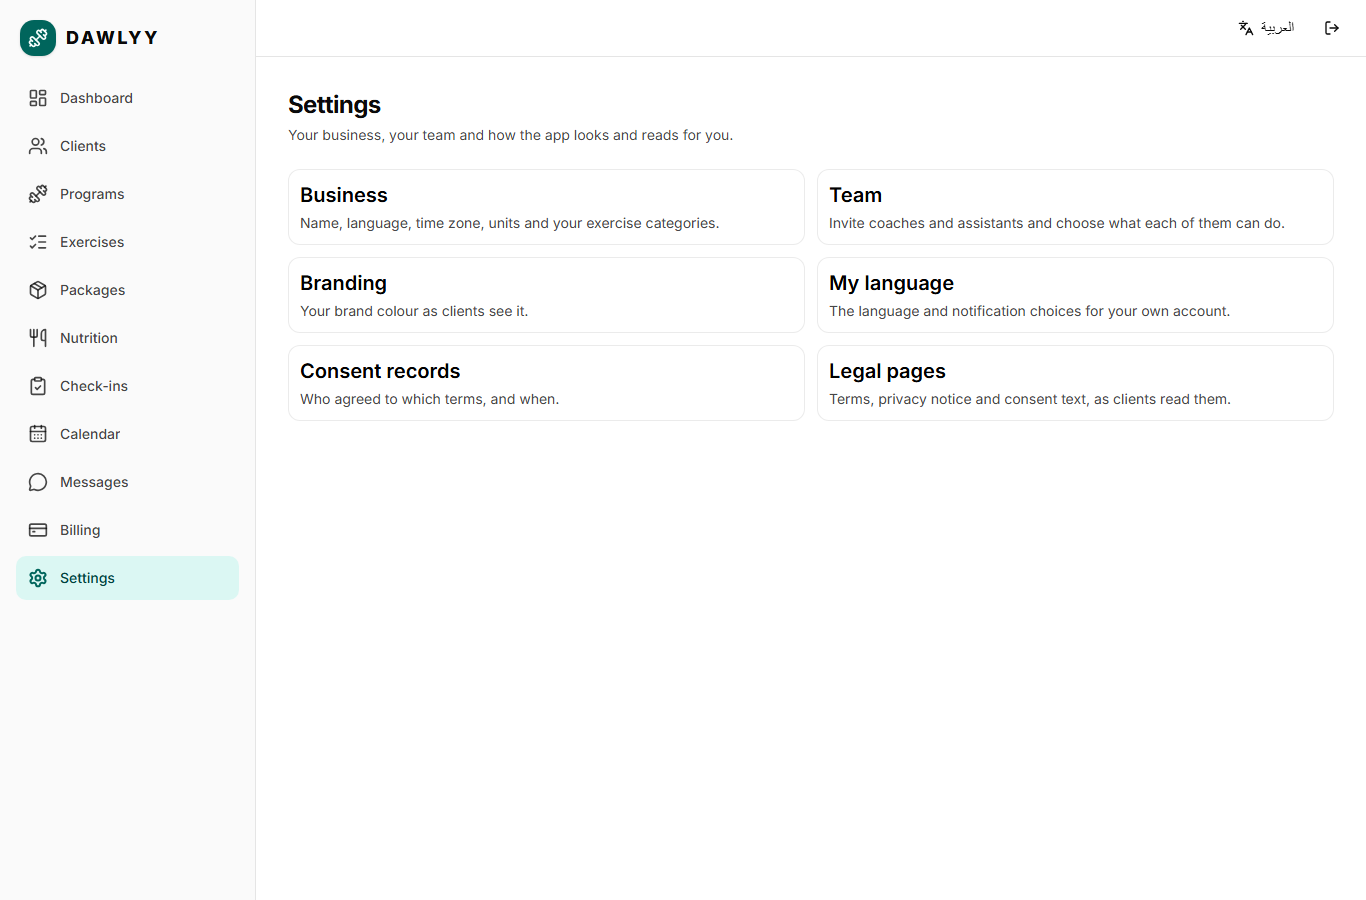 DAWLYY
العربية
Dashboard
Clients
Programs
Exercises
Packages
Nutrition
Check-ins
Calendar
Messages
Billing
Settings
Settings
Your business, your team and how the app looks and reads for you.
Business
Name, language, time zone, units and your exercise categories.
Team
Invite coaches and assistants and choose what each of them can do.
Branding
Your brand colour as clients see it.
My language
The language and notification choices for your own account.
Consent records
Who agreed to which terms, and when.
Legal pages
Terms, privacy notice and consent text, as clients read them.